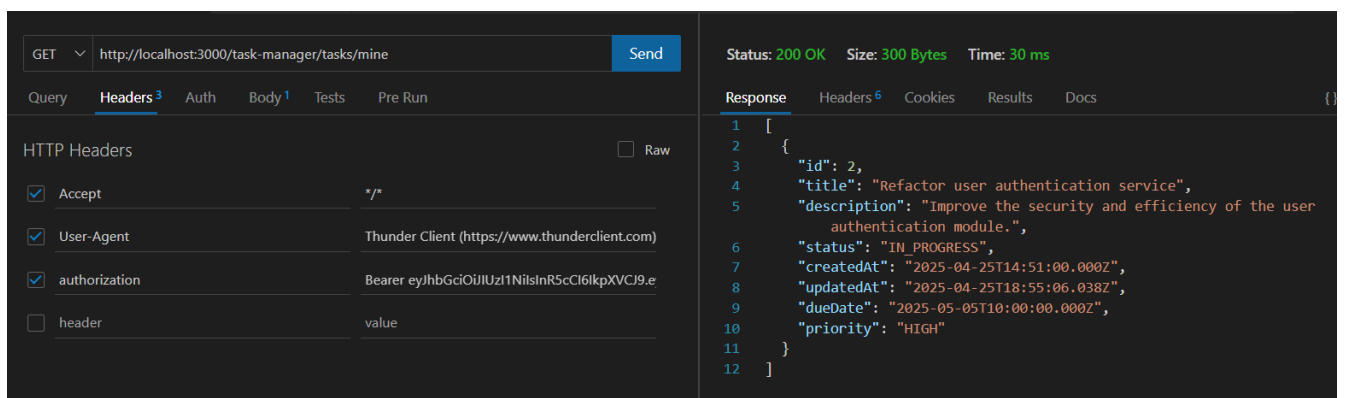 GET http://localhost:3000/task-manager/tasks/mine Send
Query Headers 3 Auth Body 1 Tests Pre Run
HTTP Headers Raw
Accept */*
User-Agent Thunder Client (https://www.thunderclient.com)
authorization Bearer eyJhbGciOiJIUzI1NiIsInR5cCI6IkpXVCJ9.e
header value
Status: 200 OK Size: 300 Bytes Time: 30 ms
Response Headers 6 Cookies Results Docs {}
1 [
2 {
3 "id": 2,
4 "title": "Refactor user authentication service",
5 "description": "Improve the security and efficiency of the user
authentication module.",
6 "status": "IN_PROGRESS",
7 "createdAt": "2025-04-25T14:51:00.000Z",
8 "updatedAt": "2025-04-25T18:55:06.038Z",
9 "dueDate": "2025-05-05T10:00:00.000Z",
10 "priority": "HIGH"
11 }
12 ]